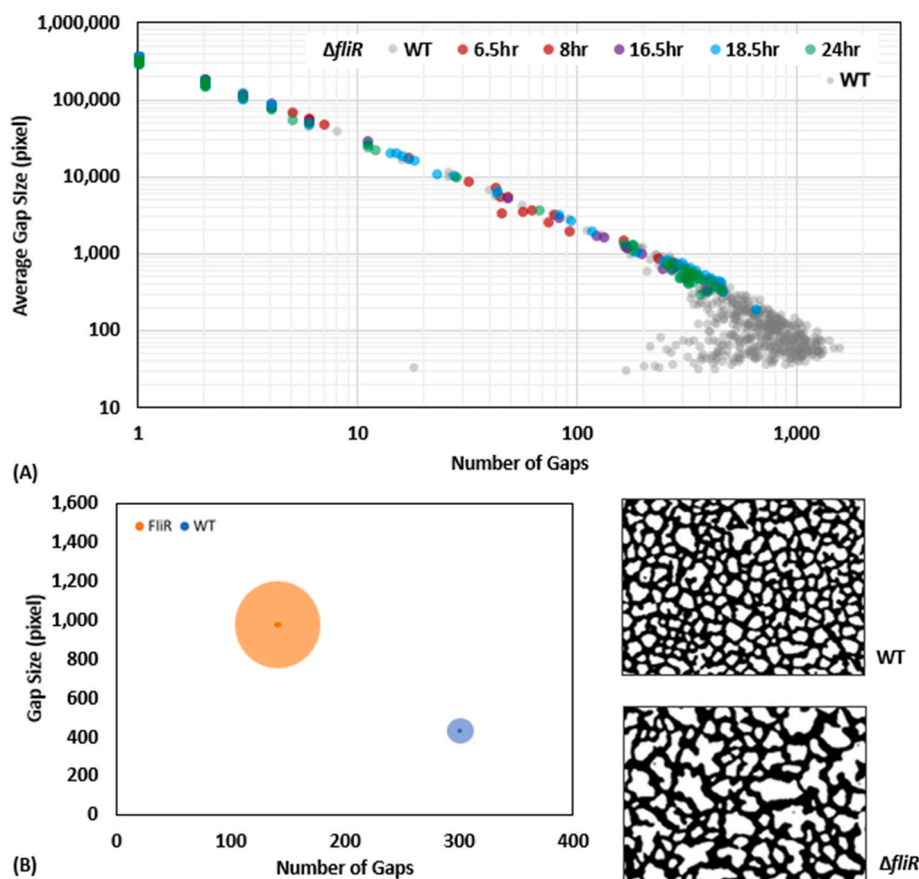 1,000,000
ΔfliR WT 6.5hr 8hr 16.5hr 18.5hr 24hr
WT
100,000
10,000
1,000
100
10
Average Gap SIze (pixel)
1 10 100 1,000
Number of Gaps
(A)
1,600
FliR WT
1,400
1,200
1,000
800
600
400
200
0
Gap Size (pixel)
0 100 200 300 400
Number of Gaps
(B)
WT
ΔfliR